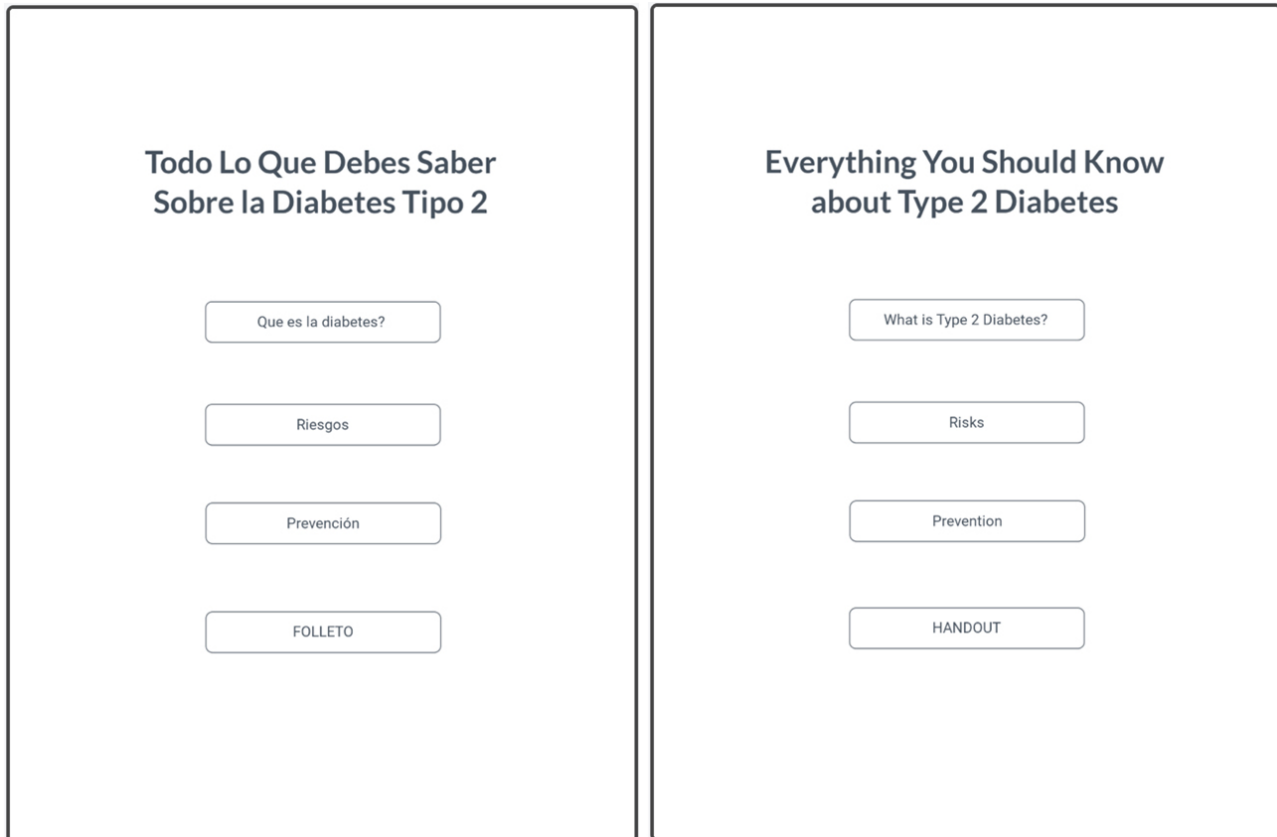 Todo Lo Que Debes Saber
Sobre la Diabetes Tipo 2
Que es la diabetes?
Riesgos
Prevención
FOLLETO
Everything You Should Know
about Type 2 Diabetes
What is Type 2 Diabetes?
Risks
Prevention
HANDOUT